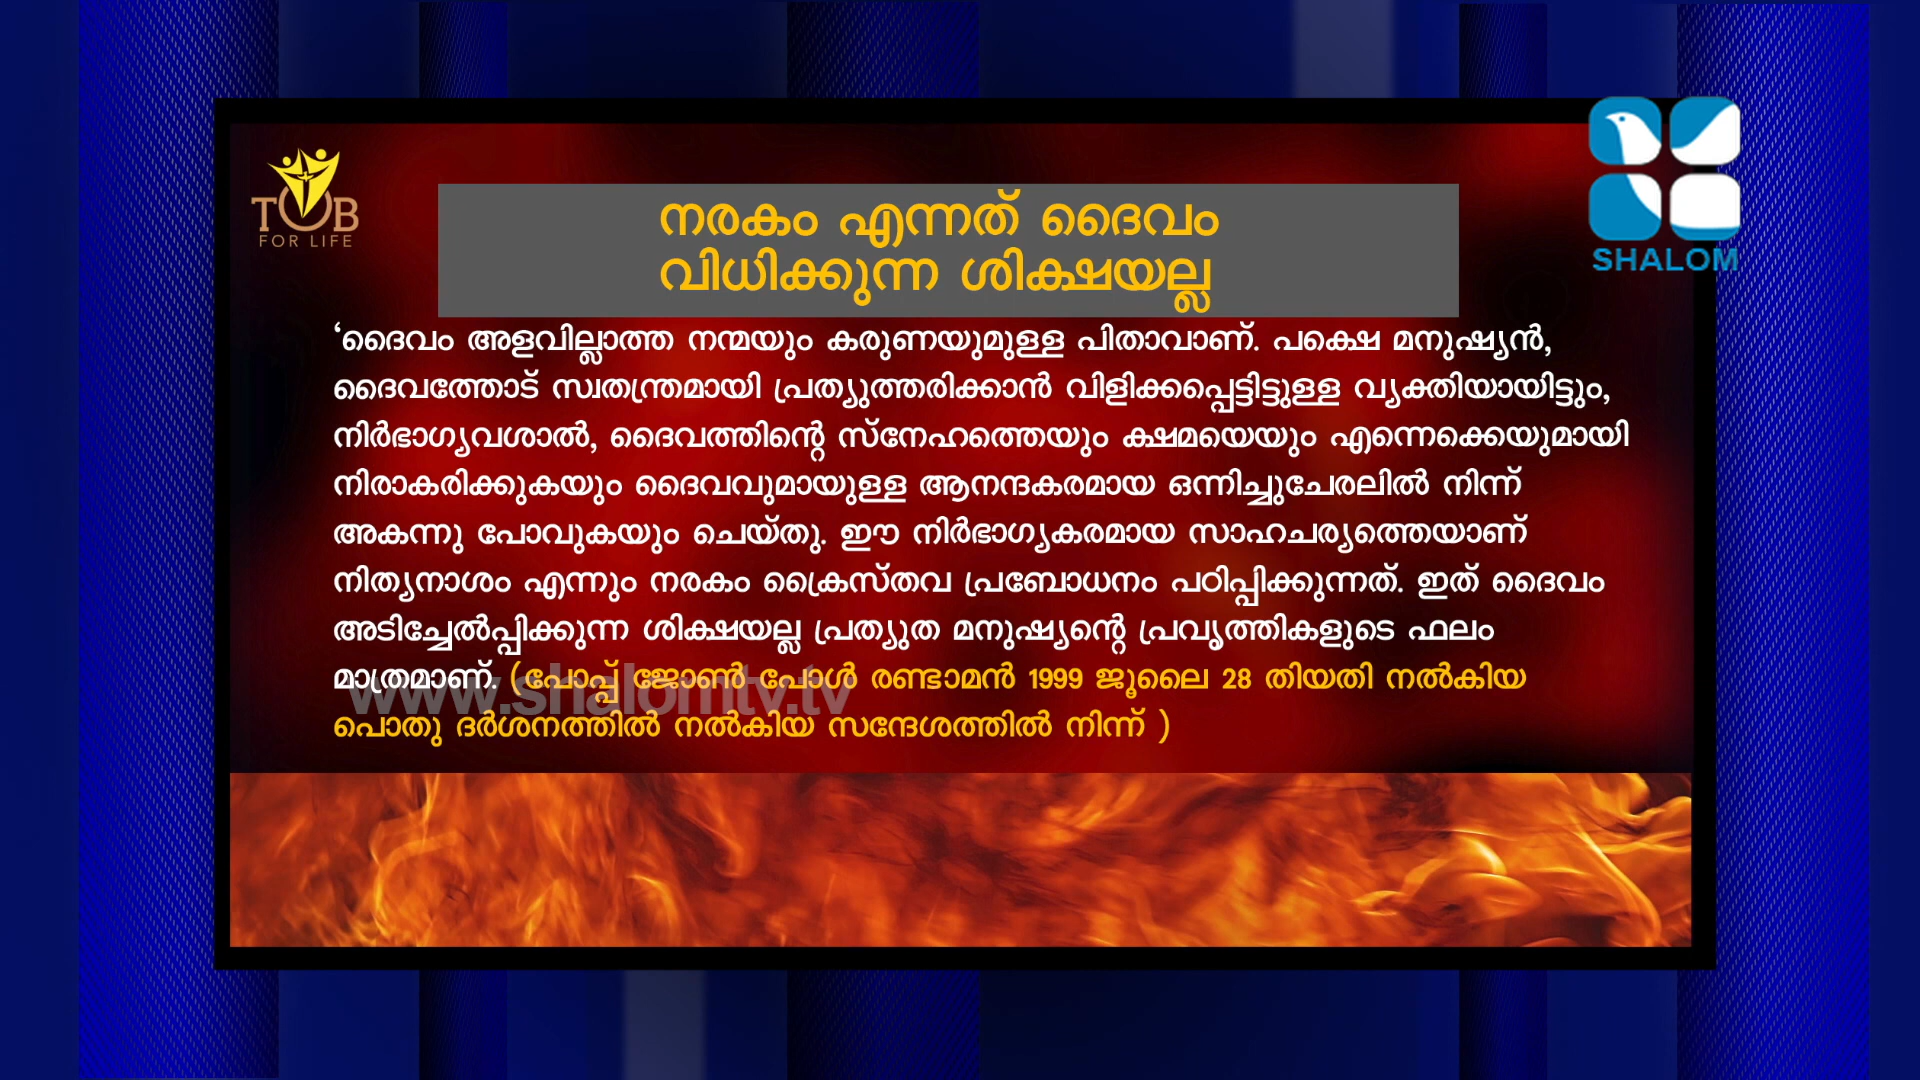 TOB
FOR LIFE
SHALOM
നരകം എന്നത് ദൈവം
വിധിക്കുന്ന ശിക്ഷയല്ല
‘ദൈവം അളവില്ലാത്ത നന്മയും കരുണയുമുള്ള പിതാവാണ്. പക്ഷെ മനുഷ്യൻ,
ദൈവത്തോട് സ്വതന്ത്രമായി പ്രത്യുത്തരിക്കാൻ വിളിക്കപ്പെട്ടിട്ടുള്ള വ്യക്തിയായിട്ടും,
നിർഭാഗ്യവശാൽ, ദൈവത്തിന്റെ സ്നേഹത്തെയും ക്ഷമയെയും എന്നെക്കെയുമായി
നിരാകരിക്കുകയും ദൈവവുമായുള്ള ആനന്ദകരമായ ഒന്നിച്ചുചേരലിൽ നിന്ന്
അകന്നു പോവുകയും ചെയ്തു. ഈ നിർഭാഗ്യകരമായ സാഹചര്യത്തെയാണ്
നിത്യനാശം എന്നും നരകം ക്രൈസ്തവ പ്രബോധനം പഠിപ്പിക്കുന്നത്. ഇത് ദൈവം
അടിച്ചേൽപ്പിക്കുന്ന ശിക്ഷയല്ല പ്രത്യുത മനുഷ്യന്റെ പ്രവൃത്തികളുടെ ഫലം
മാത്രമാണ്. (പോപ്പ് ജോൺ പോൾ രണ്ടാമൻ 1999 ജൂലൈ 28 തിയതി നൽകിയ
www.shalomtv.tv
പൊതു ദർശനത്തിൽ നൽകിയ സന്ദേശത്തിൽ നിന്ന് )